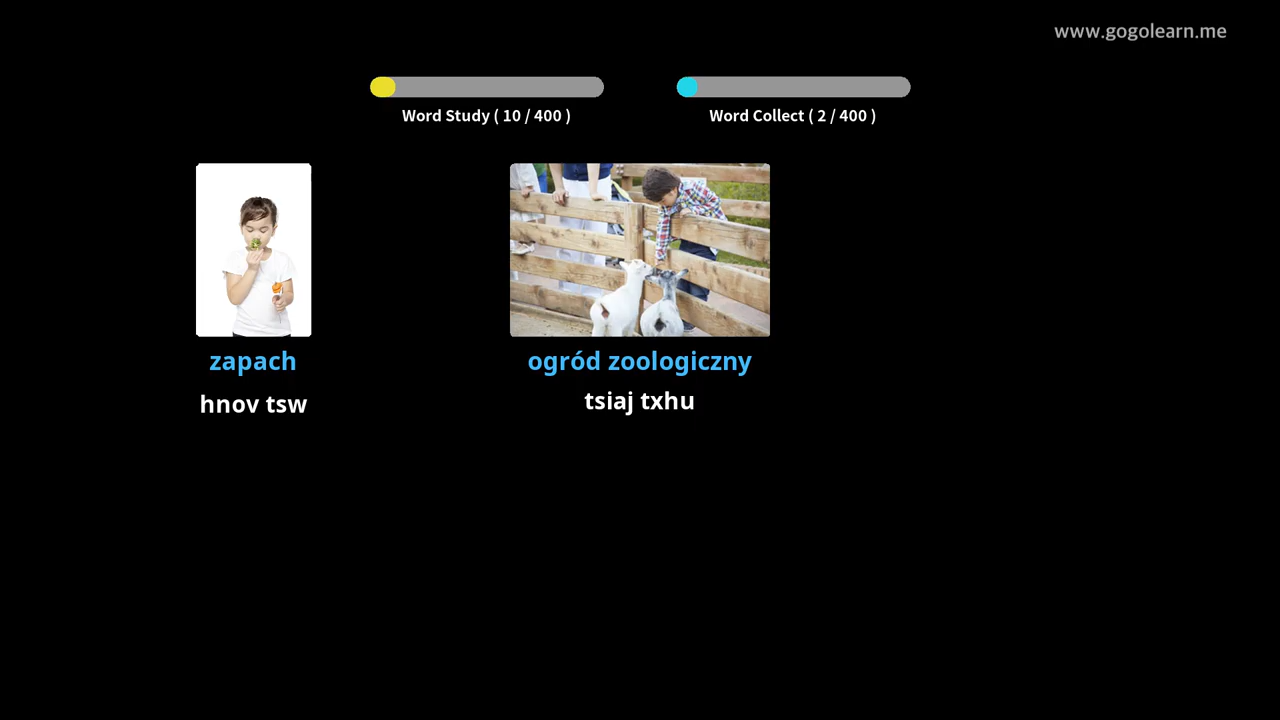 www.gogolearn.me
Word Study ( 10 / 400 )
Word Collect ( 2 / 400 )
zapach
hnov tsw
ogród zoologiczny
tsiaj txhu